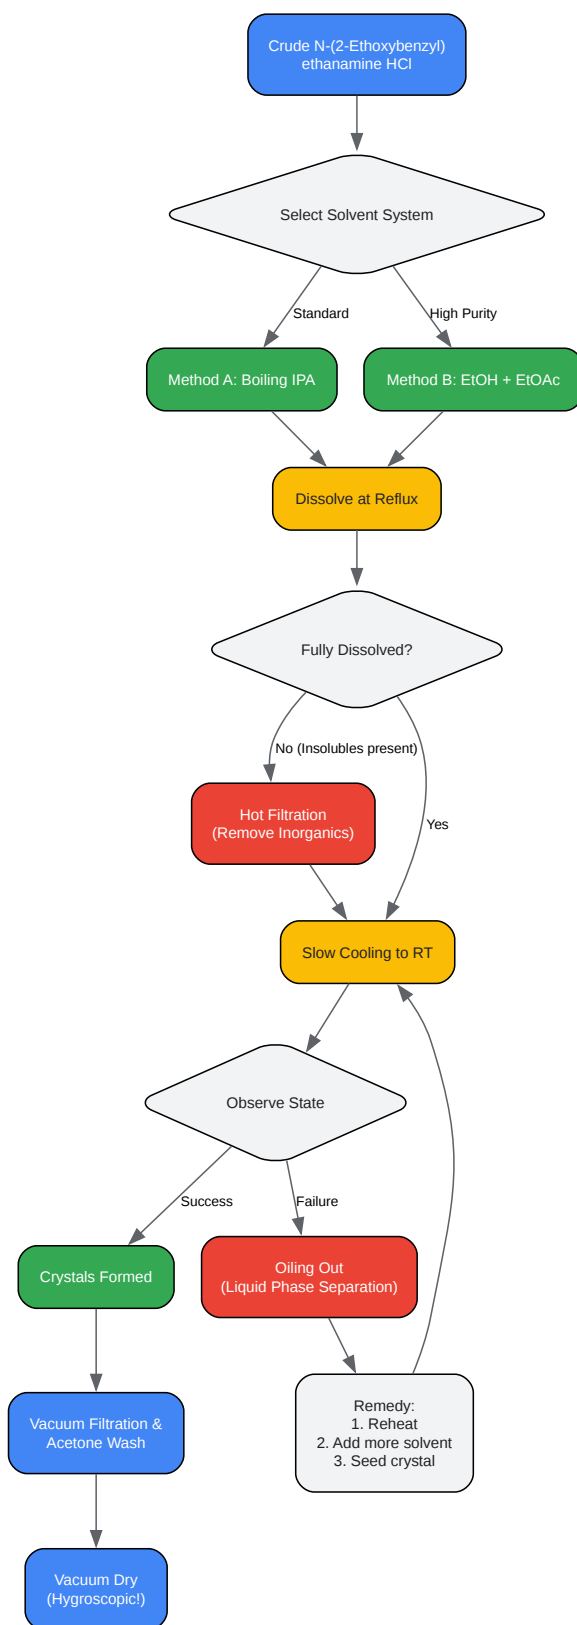 Crude N-(2-Ethoxybenzyl)
ethanamine HCl
Select Solvent System
Standard
High Purity
Method A: Boiling IPA
Method B: EtOH + EtOAc
Dissolve at Reflux
Fully Dissolved?
No (Insolubles present)
Hot Filtration
(Remove Inorganics)
Yes
Slow Cooling to RT
Observe State
Success
Failure
Crystals Formed
Oiling Out
(Liquid Phase Separation)
Vacuum Filtration &
Acetone Wash
Remedy:
1. Reheat
2. Add more solvent
3. Seed crystal
Vacuum Dry
(Hygroscopic!)